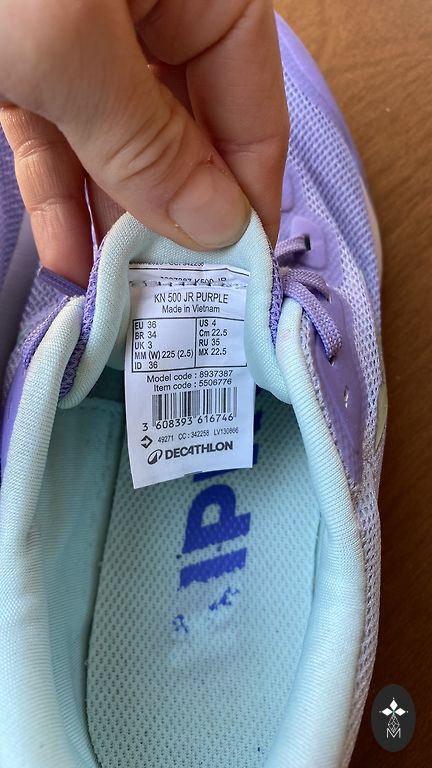 KN 500 JR PURPLE
Made in Vietnam
EU 36 US 4
BR 34 Cm 22.5
UK 3 RU 35
MM (W) 225 (2.5) MX 22.5
ID 36
Model code : 8937387
Item code : 5506776
3 608393 616746
49271 CC : 342258 LV130866
DECATHLON
KIPR
M